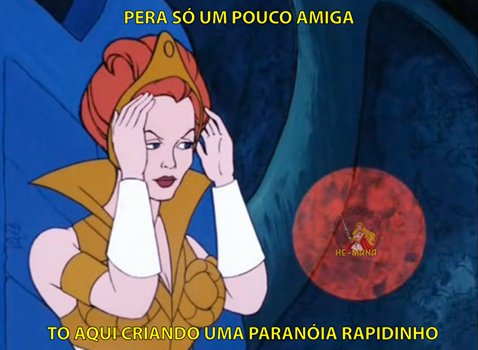 PERA SÓ UM POUCO AMIGA
HE-MANA
TO AQUI CRIANDO UMA PARANÓIA RAPIDINHO